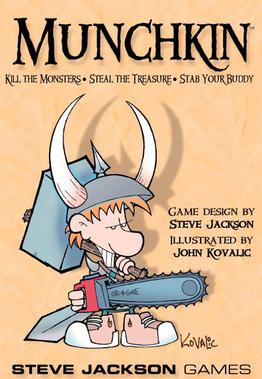 MUNCHKIN™
KILL THE MONSTERS • STEAL THE TREASURE • STAB YOUR BUDDY
GAME DESIGN BY
STEVE JACKSON
ILLUSTRATED BY
JOHN KOVALIC
KOVALIC
STEVE JACKSON GAMES